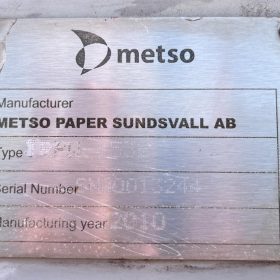 metso
Manufacturer
METSO PAPER SUNDSVALL AB
Type
Serial Number
Manufacturing year 2010